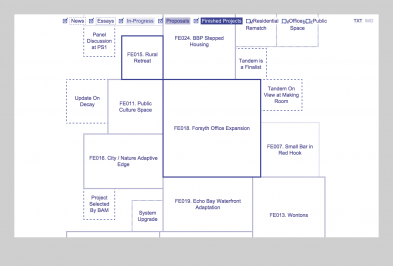 News Essays In-Progress Proposals Finished Projects Residential Offices Public TXT
Rematch Space
Panel
Discussion
at PS1
FE024. BBP Stepped
Housing
FE015. Rural
Retreat
Tandem is
a Finalist
Update On
Decay
FE011. Public
Culture Space
Tandem On
View at Making
Room
FE018. Forsyth Office Expansion
FE007. Small Bar in
Red Hook
FE016. City / Nature Adaptive
Edge
Project
Selected
By BAM
System
Upgrade
FE019. Echo Bay Waterfront
Adaptation
FE013. Wontons